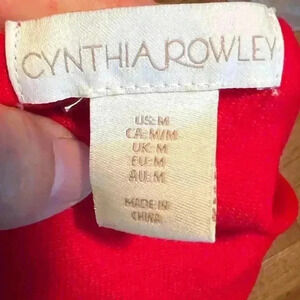 CYNTHIA ROWLEY
US: M
CA: M/M
UK: M
EU: M
AU: M
MADE IN
CHINA